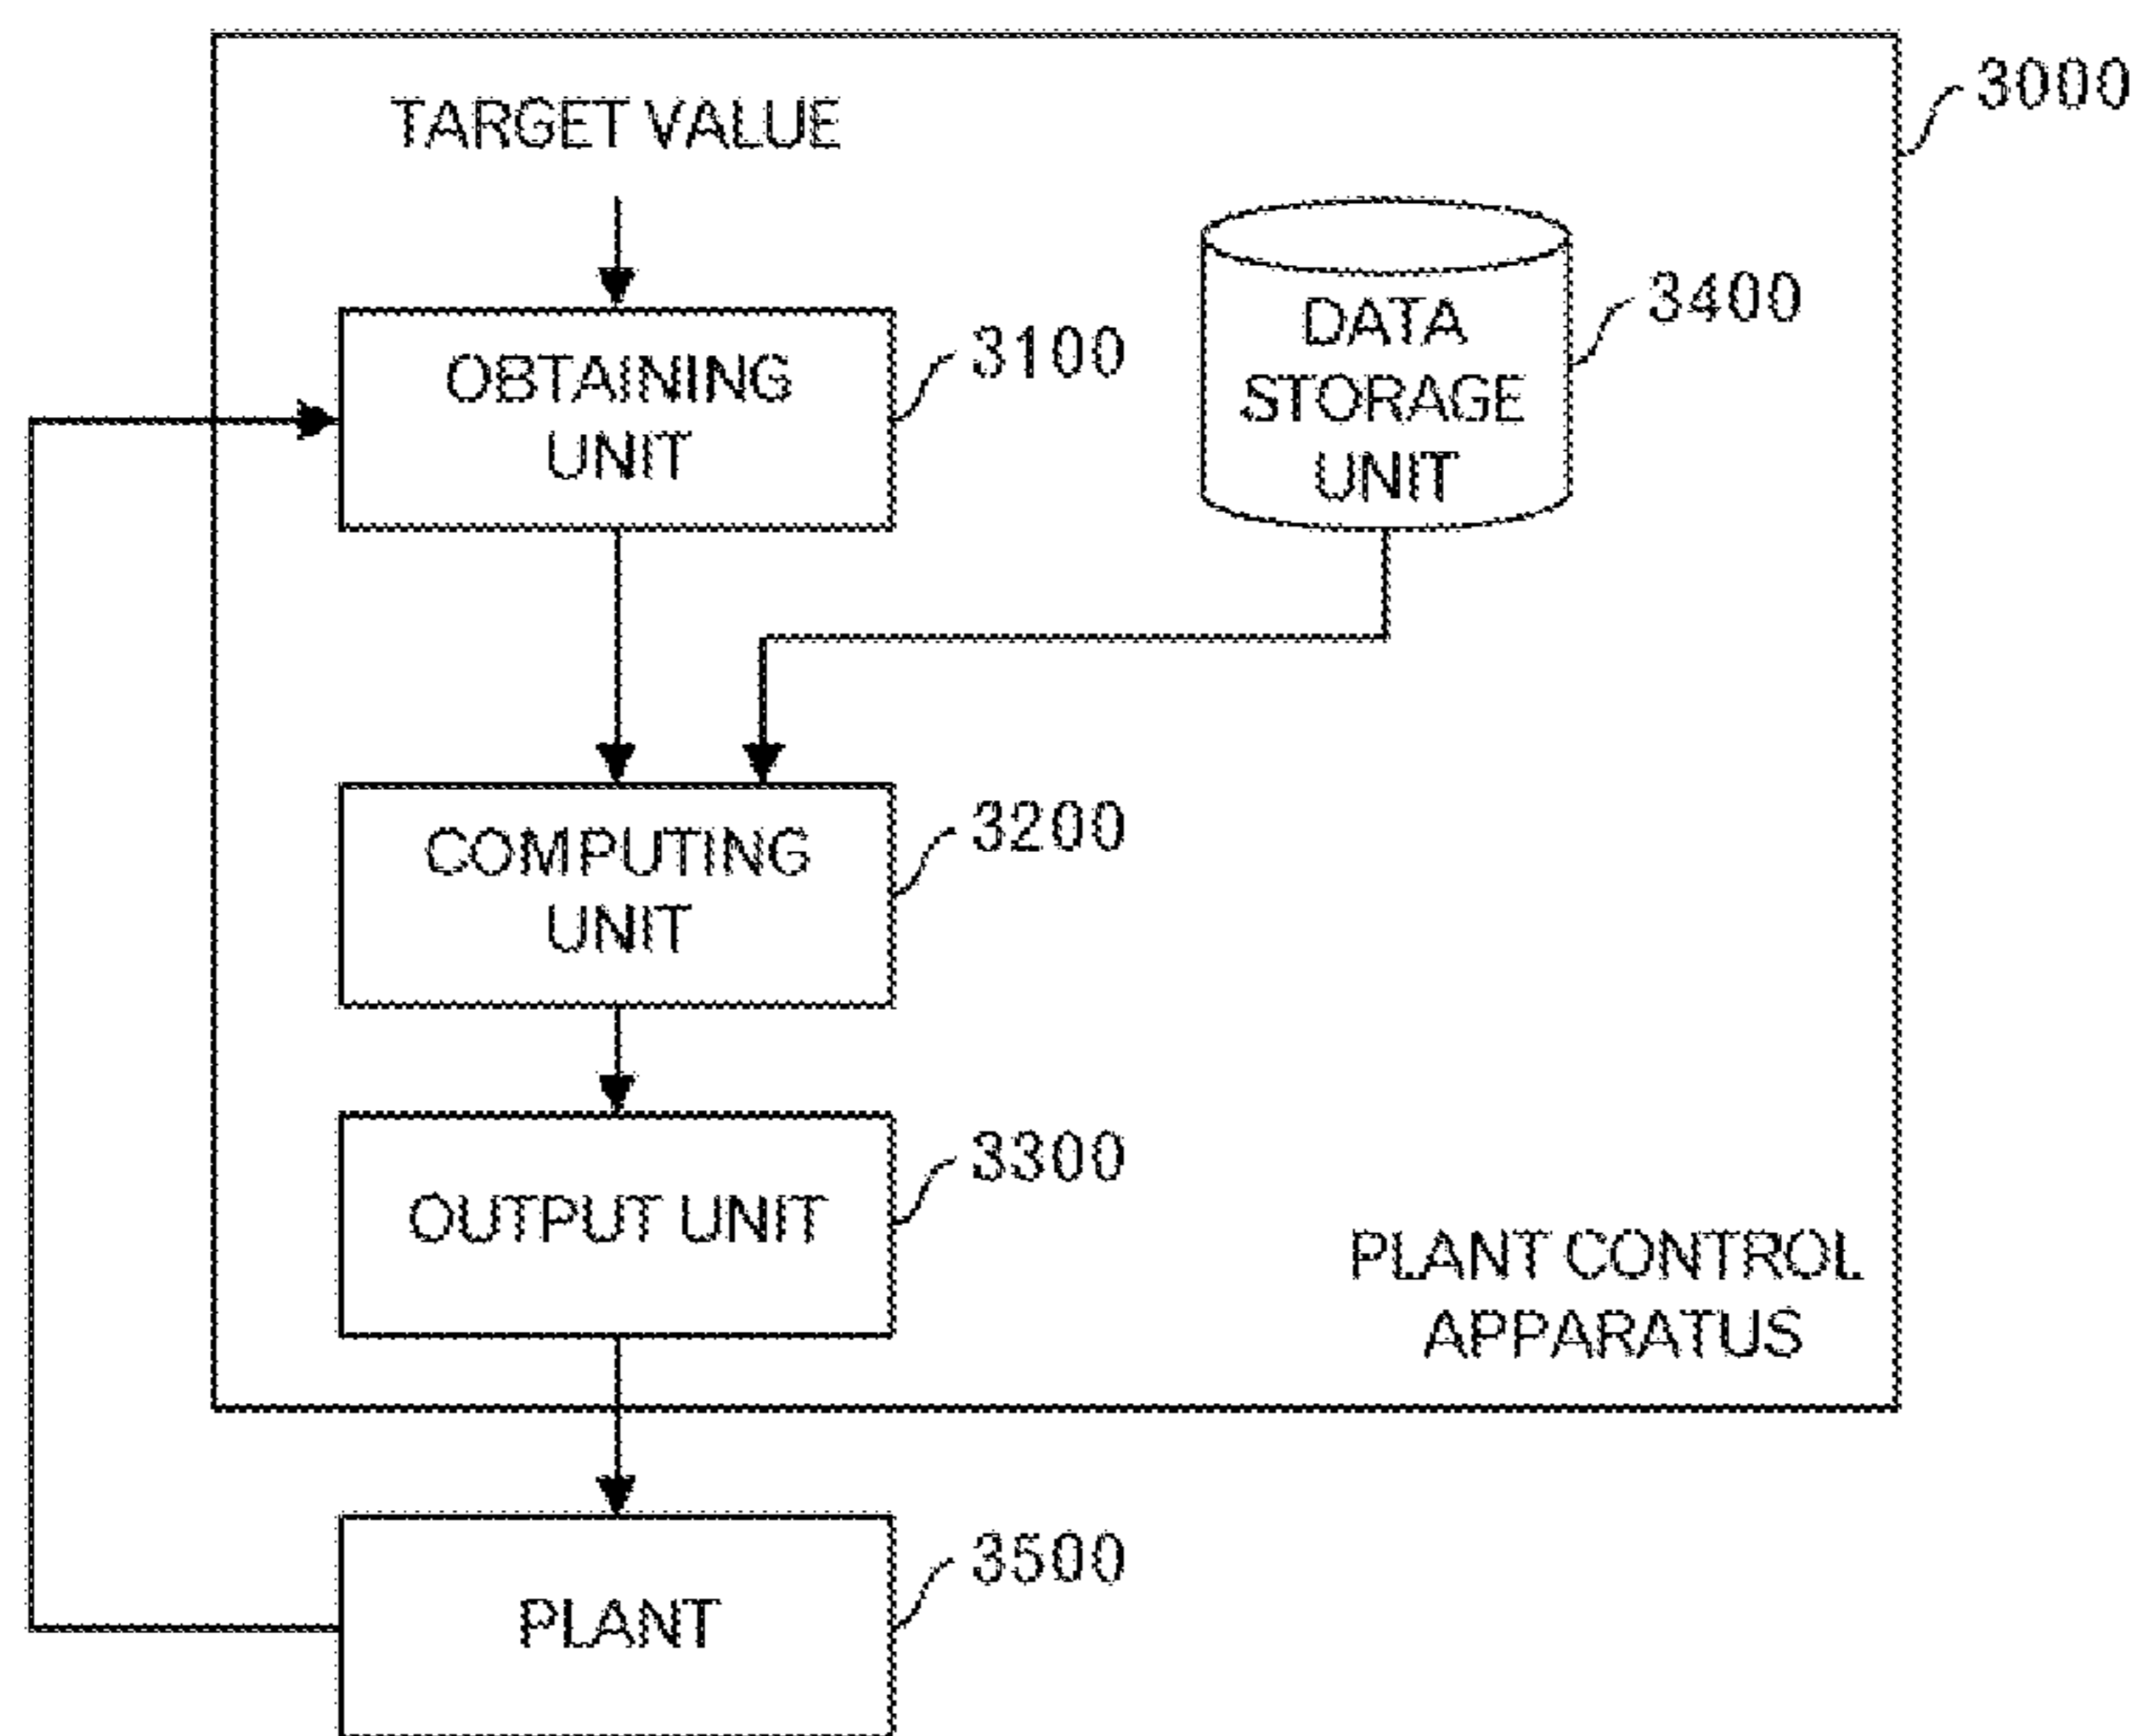 3000
TARGET VALUE
OBTAINING
UNIT
3100
DATA
STORAGE
UNIT
3400
COMPUTING
UNIT
3200
OUTPUT UNIT
3300
PLANT CONTROL
APPARATUS
PLANT
3500